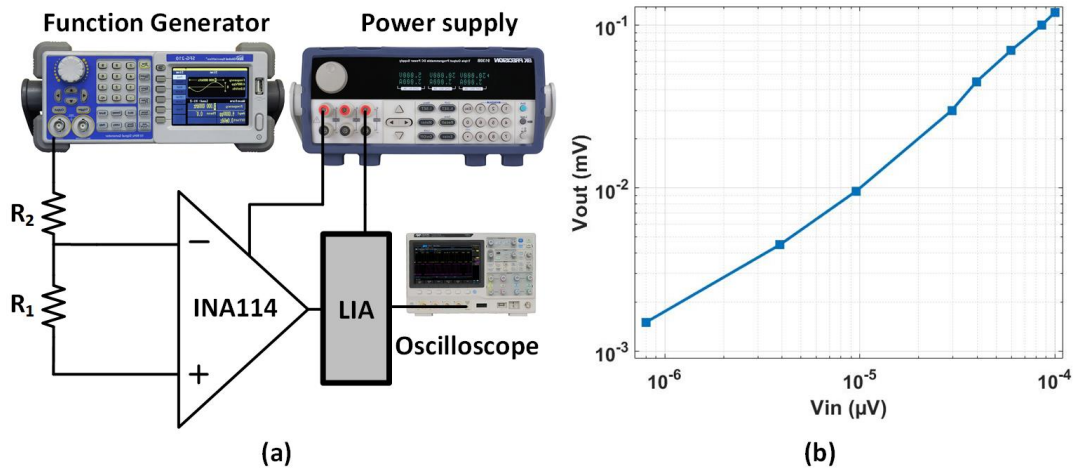 Function Generator
Power supply
R₂
R₁
−
+
INA114
LIA
Oscilloscope
(a)
Vout (mV)
10⁻¹
10⁻²
10⁻³
10⁻⁶
10⁻⁵
10⁻⁴
Vin (µV)
(b)